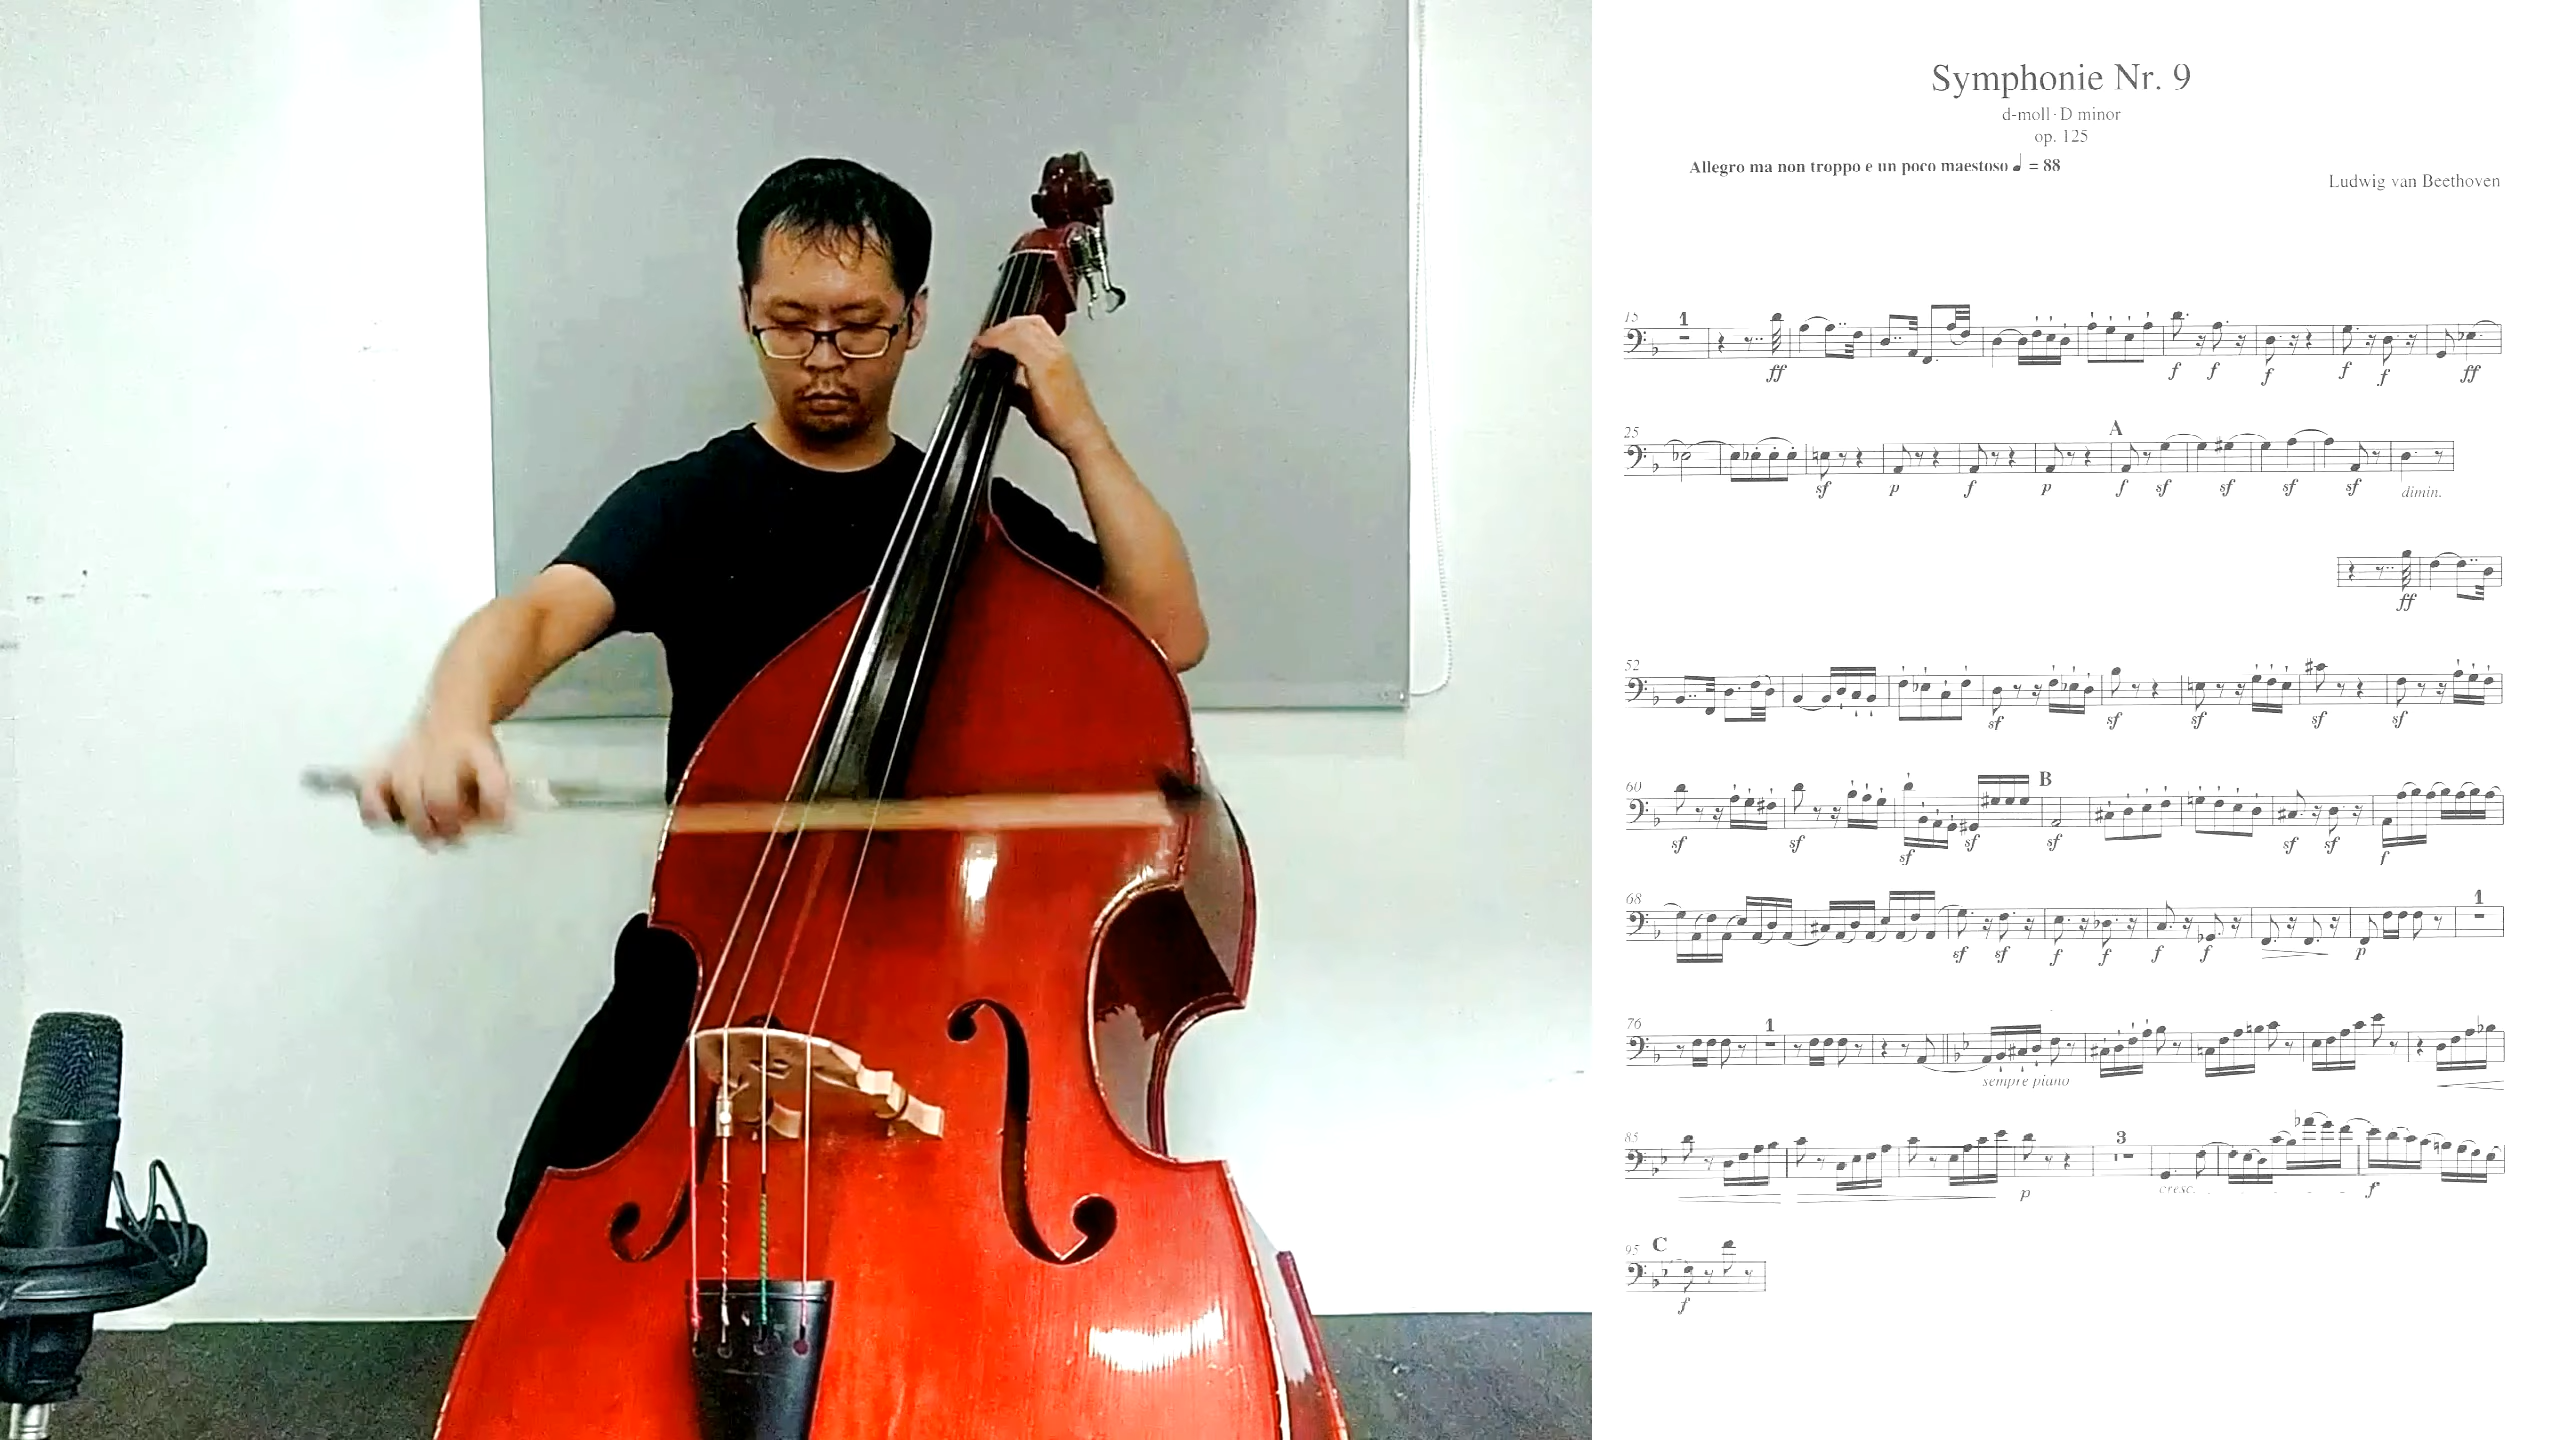 Symphonie Nr. 9
d-moll · D minor
op. 125
Allegro ma non troppo e un poco maestoso ♩ = 88
Ludwig van Beethoven
15 1
ff f f f f f ff
25 A
sf p f p f sf sf sf sf dimin.
ff
52
sf sf sf sf sf
60 B
sf sf sf sf sf sf sf f
68 1
sf sf f f f f p
76 1
sempre piano
85 3
p cresc. f
95 C
f